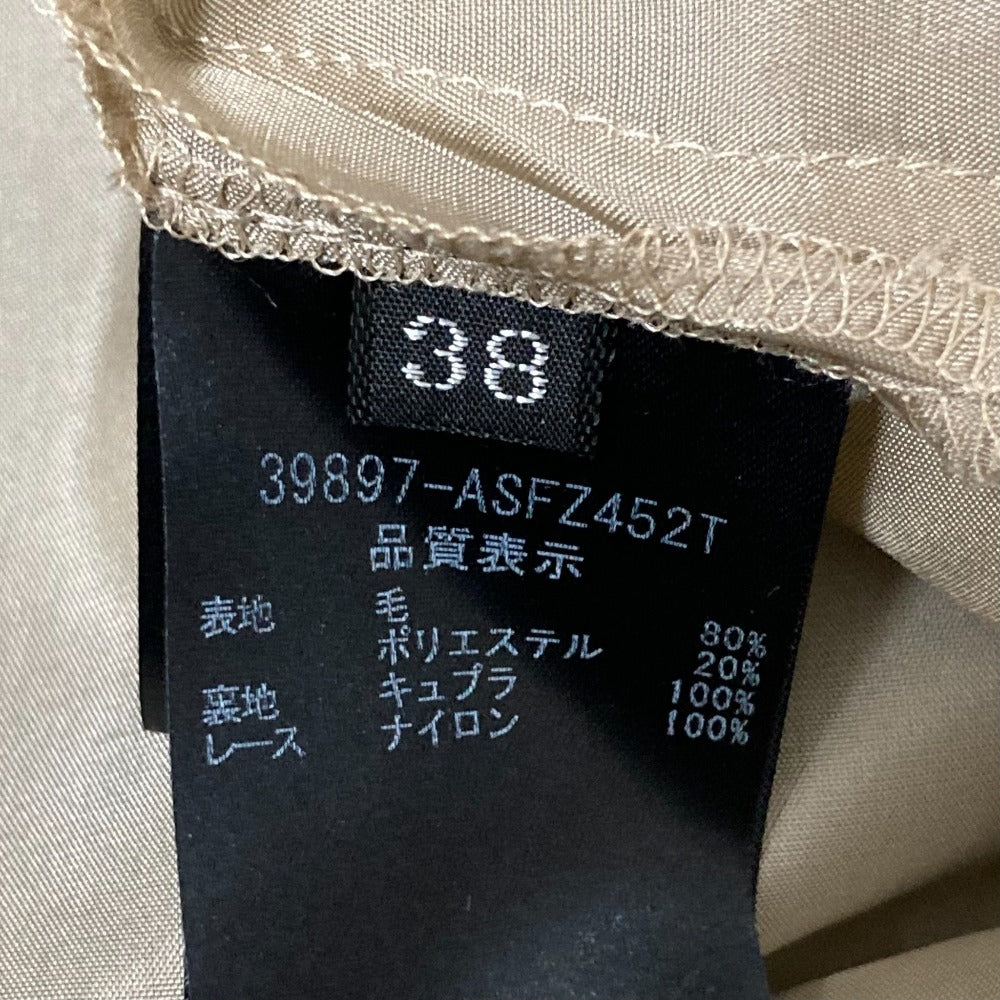 38
39897-ASFZ452T
品質表示
表地 毛 80%
ポリエステル 20%
裏地 キュプラ 100%
レース ナイロン 100%